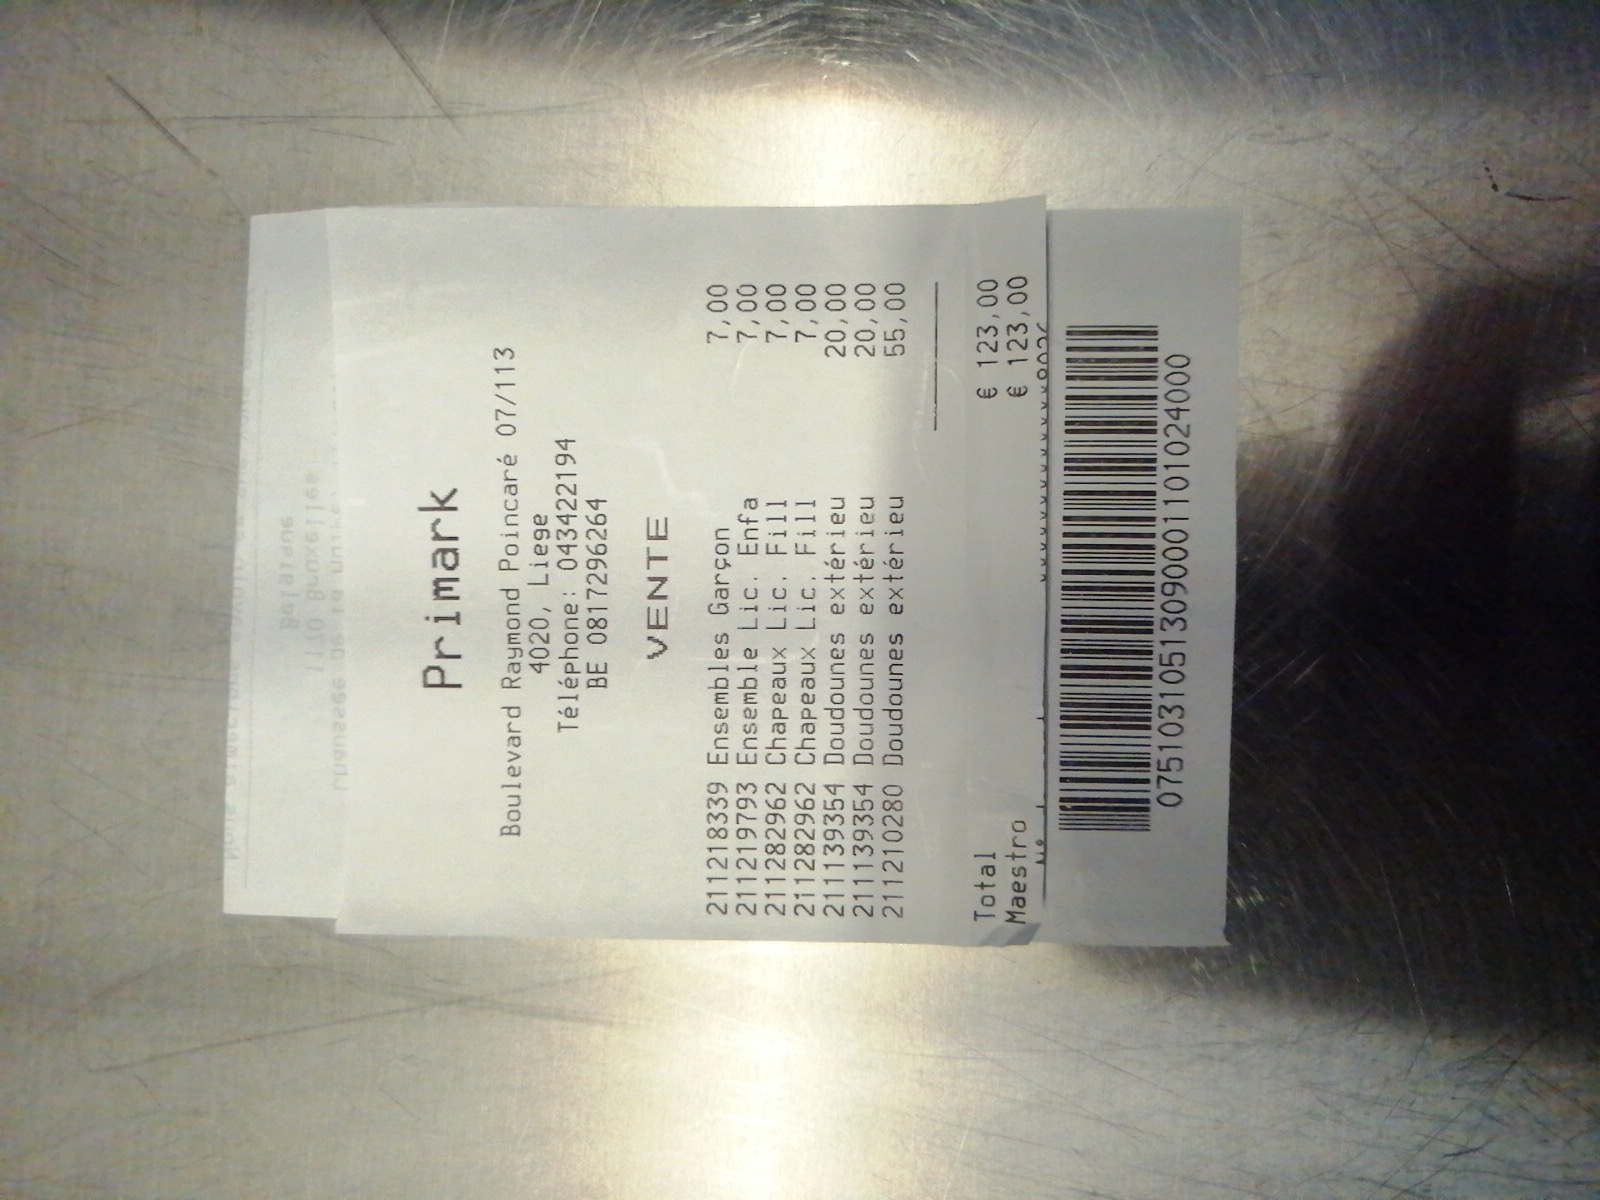 Primark
Boulevard Raymond Poincaré 07/113
4020, Liege
Téléphone: 043422194
BE 0817296264
VENTE
211218339 Ensembles Garçon 7,00
211219793 Ensemble Lic. Enfa 7,00
211282962 Chapeaux Lic. Fill 7,00
211282962 Chapeaux Lic. Fill 7,00
211139354 Doudounes extérieu 20,00
211139354 Doudounes extérieu 20,00
211210280 Doudounes extérieu 55,00
Total € 123,00
Maestro € 123,00
07510310513090001101024000